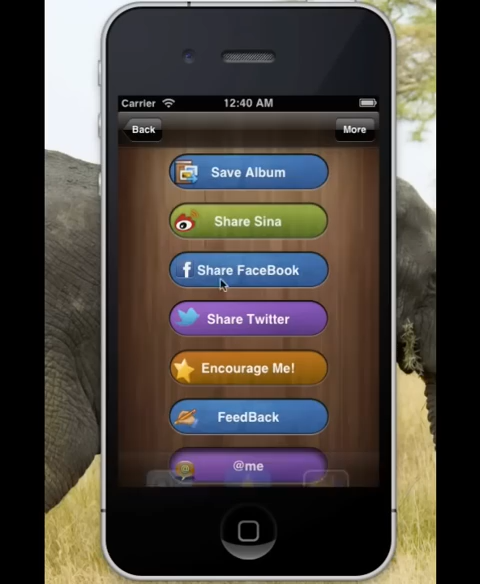 Carrier
12:40 AM
Back
More
Save Album
Share Sina
Share FaceBook
Share Twitter
Encourage Me!
FeedBack
@me